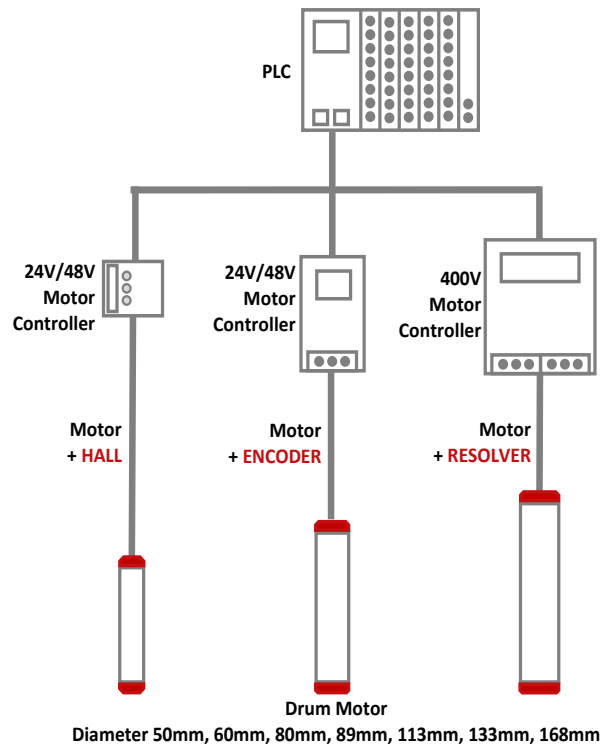 PLC
24V/48V
Motor
Controller
24V/48V
Motor
Controller
400V
Motor
Controller
Motor
+ HALL
Motor
+ ENCODER
Motor
+ RESOLVER
Drum Motor
Diameter 50mm, 60mm, 80mm, 89mm, 113mm, 133mm, 168mm